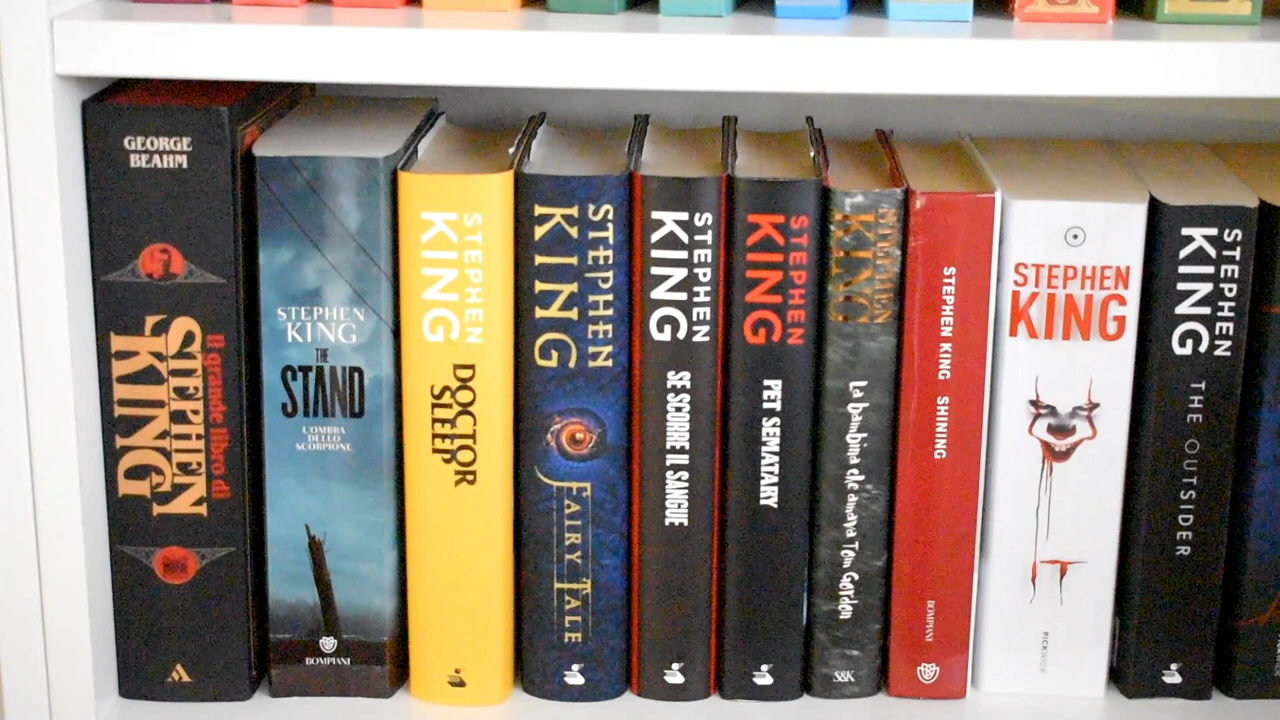 GEORGE
BEAHM
Il grande libro di
STEPHEN
KING
STEPHEN
KING
THE
STAND
L'OMBRA
DELLO
SCORPIONE
BOMPIANI
STEPHEN
KING
DOCTOR
SLEEP
STEPHEN
KING
FAIRY TALE
STEPHEN
KING
SE SCORRE IL SANGUE
STEPHEN
KING
PET SEMATARY
STEPHEN
KING
La bambina che amava Tom Gordon
S&K
STEPHEN KING SHINING
BOMPIANI
STEPHEN
KING
IT
PICKWICK
STEPHEN
KING
THE OUTSIDER